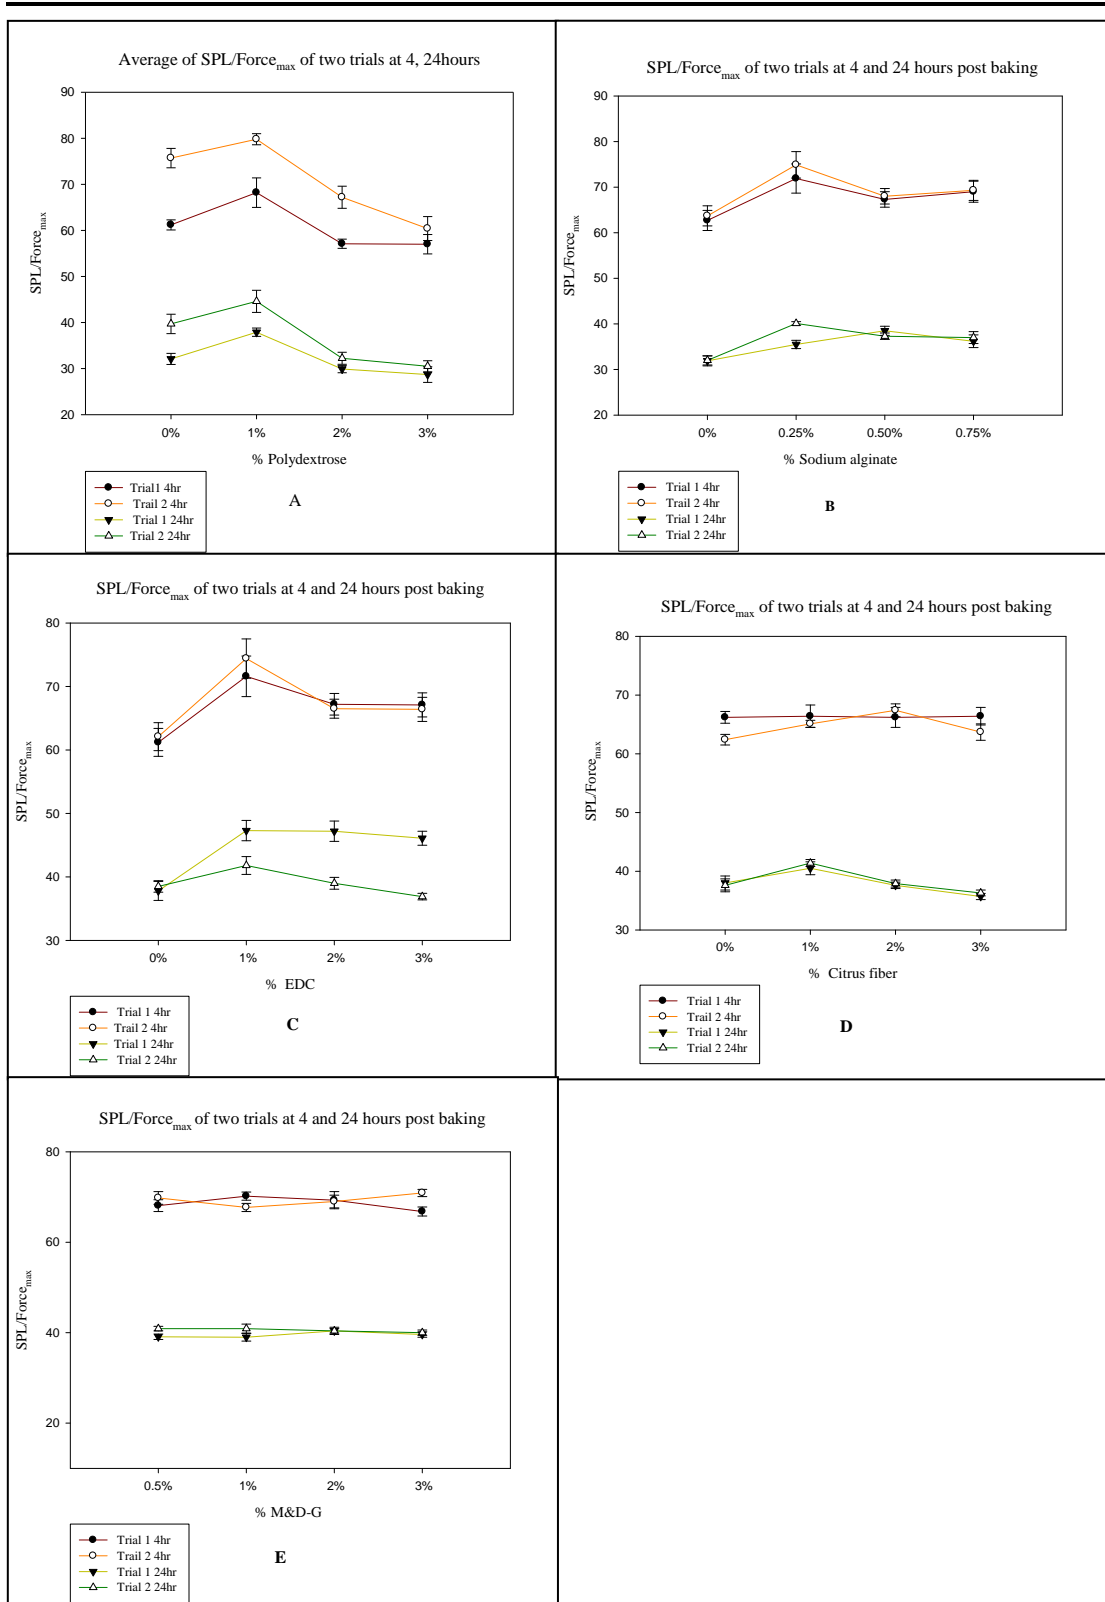 Average of SPL/Forcemax of two trials at 4, 24hours
90
80
70
60
50
40
30
20
SPL/Forcemax
0% 1% 2% 3%
% Polydextrose
Trial1 4hr
Trail 2 4hr
Trial 1 24hr
Trial 2 24hr
A
SPL/Forcemax of two trials at 4 and 24 hours post baking
90
80
70
60
50
40
30
20
SPL/Forcemax
0% 0.25% 0.50% 0.75%
% Sodium alginate
Trial 1 4hr
Trail 2 4hr
Trial 1 24hr
Trial 2 24hr
B
SPL/Forcemax of two trials at 4 and 24 hours post baking
80
70
60
50
40
30
SPL/Forcemax
0% 1% 2% 3%
% EDC
Trial 1 4hr
Trail 2 4hr
Trial 1 24hr
Trial 2 24hr
C
SPL/Forcemax of two trials at 4 and 24 hours post baking
80
70
60
50
40
30
SPL/Forcemax
0% 1% 2% 3%
% Citrus fiber
Trial 1 4hr
Trail 2 4hr
Trial 1 24hr
Trial 2 24hr
D
SPL/Forcemax of two trials at 4 and 24 hours post baking
80
60
40
20
SPL/Forcemax
0.5% 1% 2% 3%
% M&D-G
Trial 1 4hr
Trail 2 4hr
Trial 1 24hr
Trial 2 24hr
E